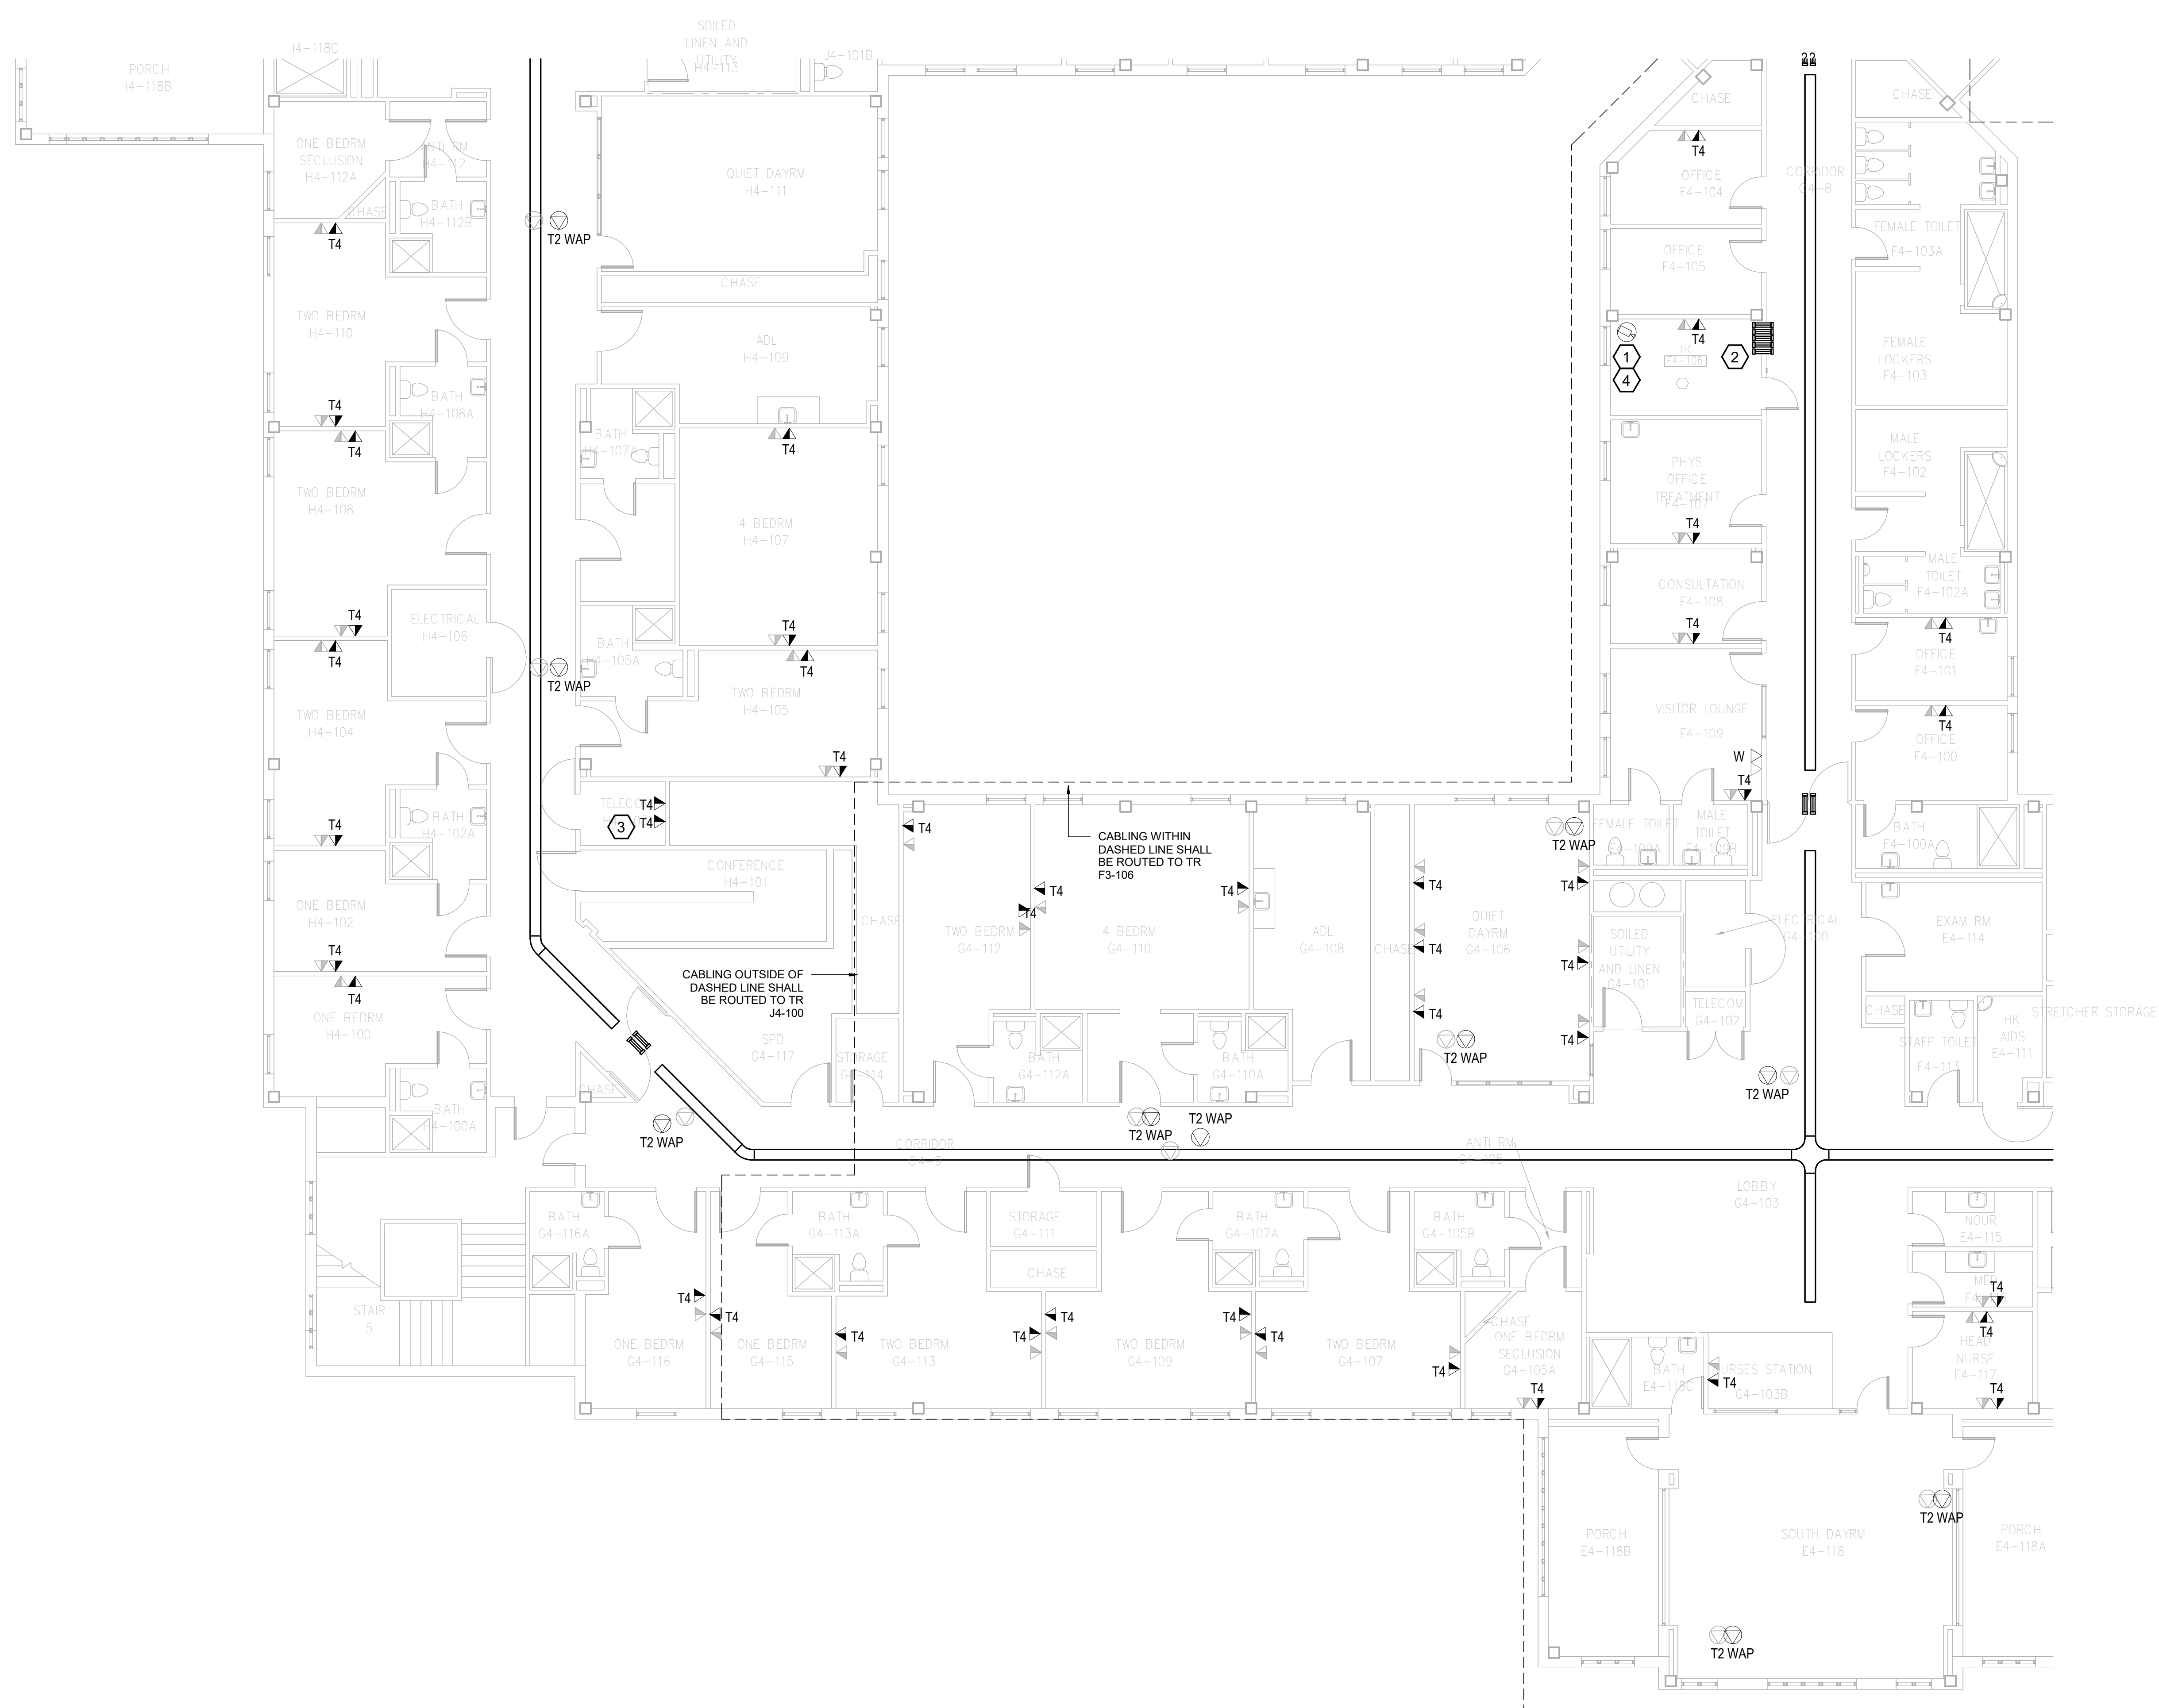 I4-118C
PORCH
I4-118B
SOILED
LINEN AND
UTILITY
H4-113
J4-101B
2 2
CHASE
CHASE
ONE BEDRM
SECLUSION
H4-112A
ANTI RM
H4-112
QUIET DAYRM
H4-111
T4
OFFICE
F4-104
CORRIDOR
CHASE
BATH
H4-112B
T4
T2 WAP
FEMALE TOILET
F4-103A
OFFICE
F4-105
CHASE
TWO BEDRM
H4-110
ADL
H4-109
T4
TR
F4-106
1
4
2
FEMALE
LOCKERS
F4-103
T4
BATH
H4-108A
T4
BATH
H4-107A
T4
MALE
LOCKERS
F4-102
PHYS
OFFICE
TREATMENT
F4-107
T4
TWO BEDRM
H4-108
4 BEDRM
H4-107
MALE
TOILET
F4-102A
CONSULTATION
F4-108
T4
T4
ELECTRICAL
H4-106
T4
T4
BATH
H4-105A
T4
T4
OFFICE
F4-101
T2 WAP
TWO BEDRM
H4-105
TWO BEDRM
H4-104
VISITOR LOUNGE
F4-109
T4
OFFICE
F4-100
W
T4
T4
T4
BATH
H4-102A
TELECOM
T4
T4
3
T4
CABLING WITHIN
DASHED LINE SHALL
BE ROUTED TO TR
F3-106
T2 WAP
FEMALE TOILET
F4-109A
MALE
TOILET
F4-109B
BATH
F4-100A
CONFERENCE
H4-101
ONE BEDRM
H4-102
T4
T4
T4
T4
T4
T4
CHASE
TWO BEDRM
G4-112
4 BEDRM
G4-110
ADL
G4-108
CHASE
QUIET
DAYRM
G4-106
T4
T4
SOILED
UTILITY
AND LINEN
G4-101
ELECTRICAL
G4-100
EXAM RM
E4-114
T4
T4
CABLING OUTSIDE OF
DASHED LINE SHALL
BE ROUTED TO TR
J4-100
ONE BEDRM
H4-100
T4
T4
TELECOM
G4-102
CHASE
STRETCHER STORAGE
HK
AIDS
E4-111
STAFF TOILET
E4-113
SPD
G4-117
STORAGE
G4-114
BATH
G4-112A
BATH
G4-110A
T2 WAP
T2 WAP
CHASE
BATH
H4-100A
T2 WAP
T2 WAP
T2 WAP
CORRIDOR
ANTI RM
G4-105
LOBBY
G4-103
BATH
G4-116A
BATH
G4-113A
STORAGE
G4-111
BATH
G4-107A
BATH
G4-105B
NOUR
E4-115
CHASE
MED
T4
STAIR
5
T4
T4
T4
T4
T4
T4
T4
T4
T4
CHASE
ONE BEDRM
G4-116
ONE BEDRM
G4-115
TWO BEDRM
G4-113
TWO BEDRM
G4-109
TWO BEDRM
G4-107
ONE BEDRM
SECLUSION
G4-105A
T4
BATH
E4-118C
NURSES STATION
G4-103B
T4
T4
HEAD
NURSE
E4-117
T4
PORCH
E4-118B
SOUTH DAYRM
E4-118
T2 WAP
PORCH
E4-118A
T2 WAP